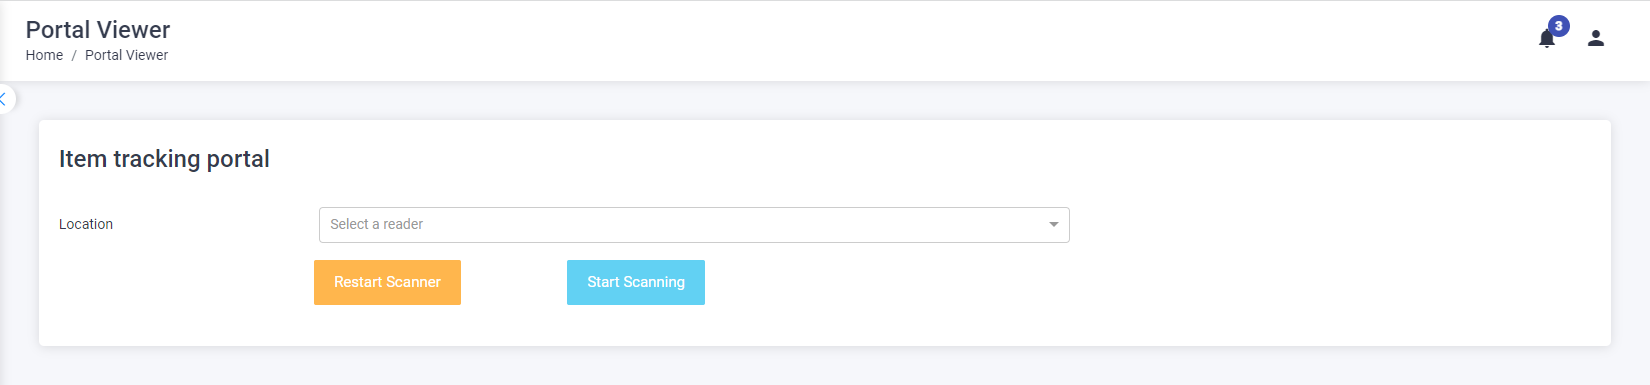 Portal Viewer
3
Home / Portal Viewer
Item tracking portal
Location
Select a reader
Restart Scanner
Start Scanning